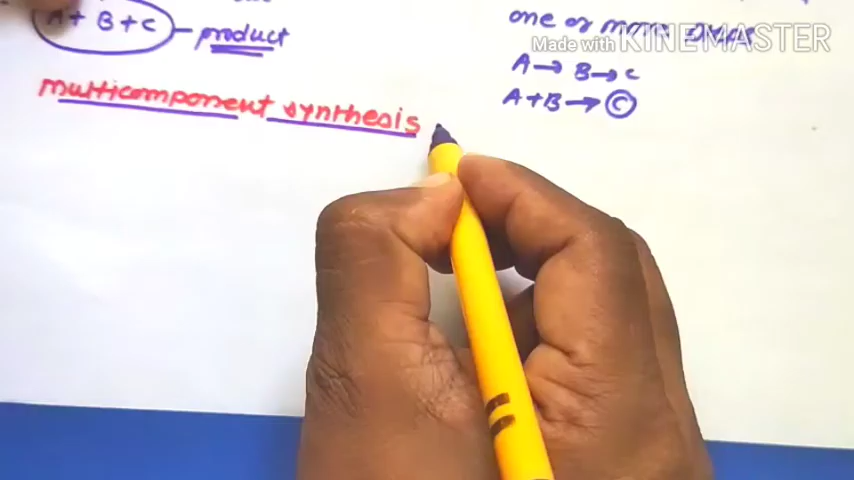 A + B + C — product
multicomponent synthesis
one or more
A → B → C
A + B → C
Made with KINEMASTER